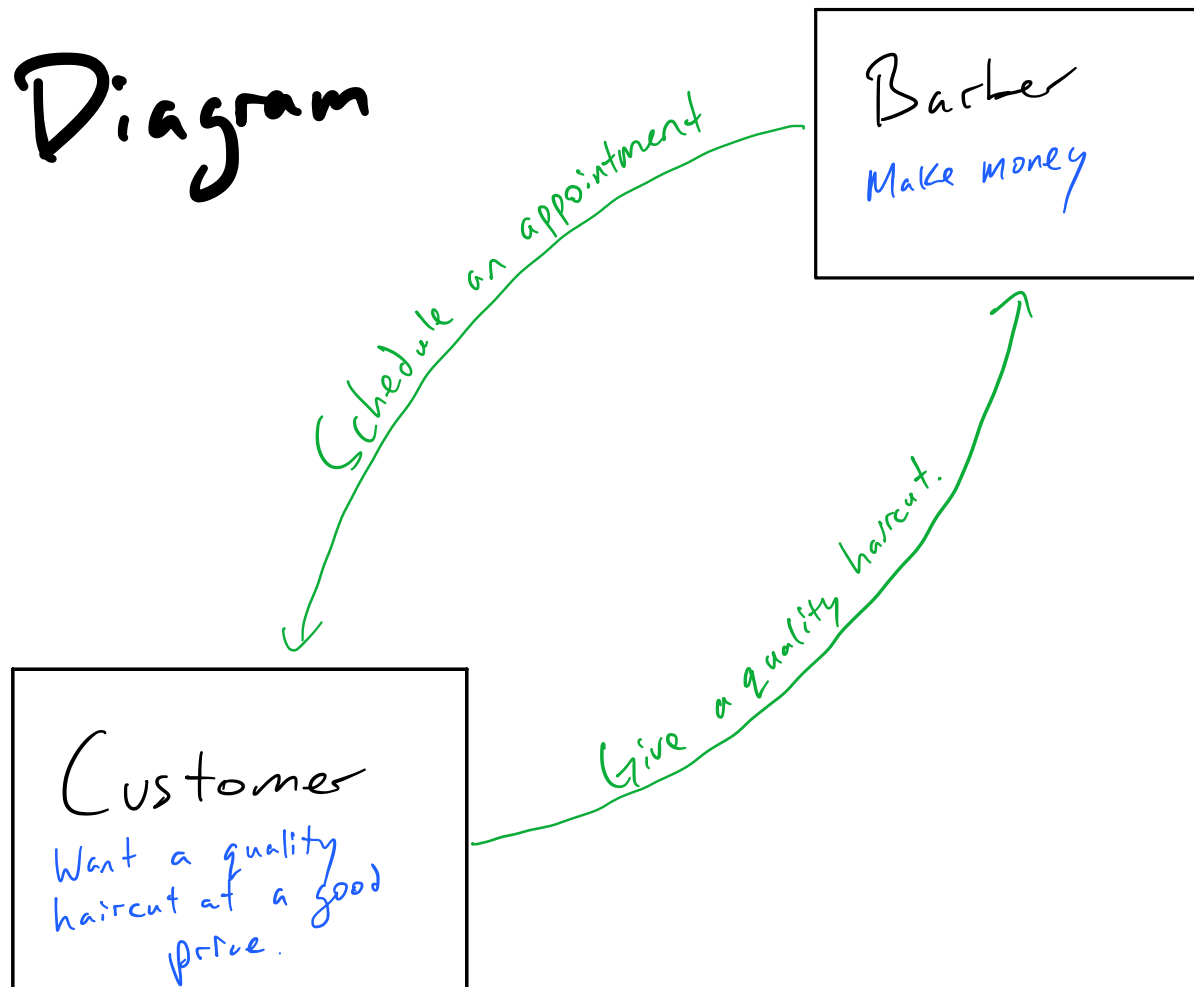 Diagram
Barber
Make money
Schedule an appointment
Give a quality haircut.
Customer
Want a quality
haircut at a good
price.